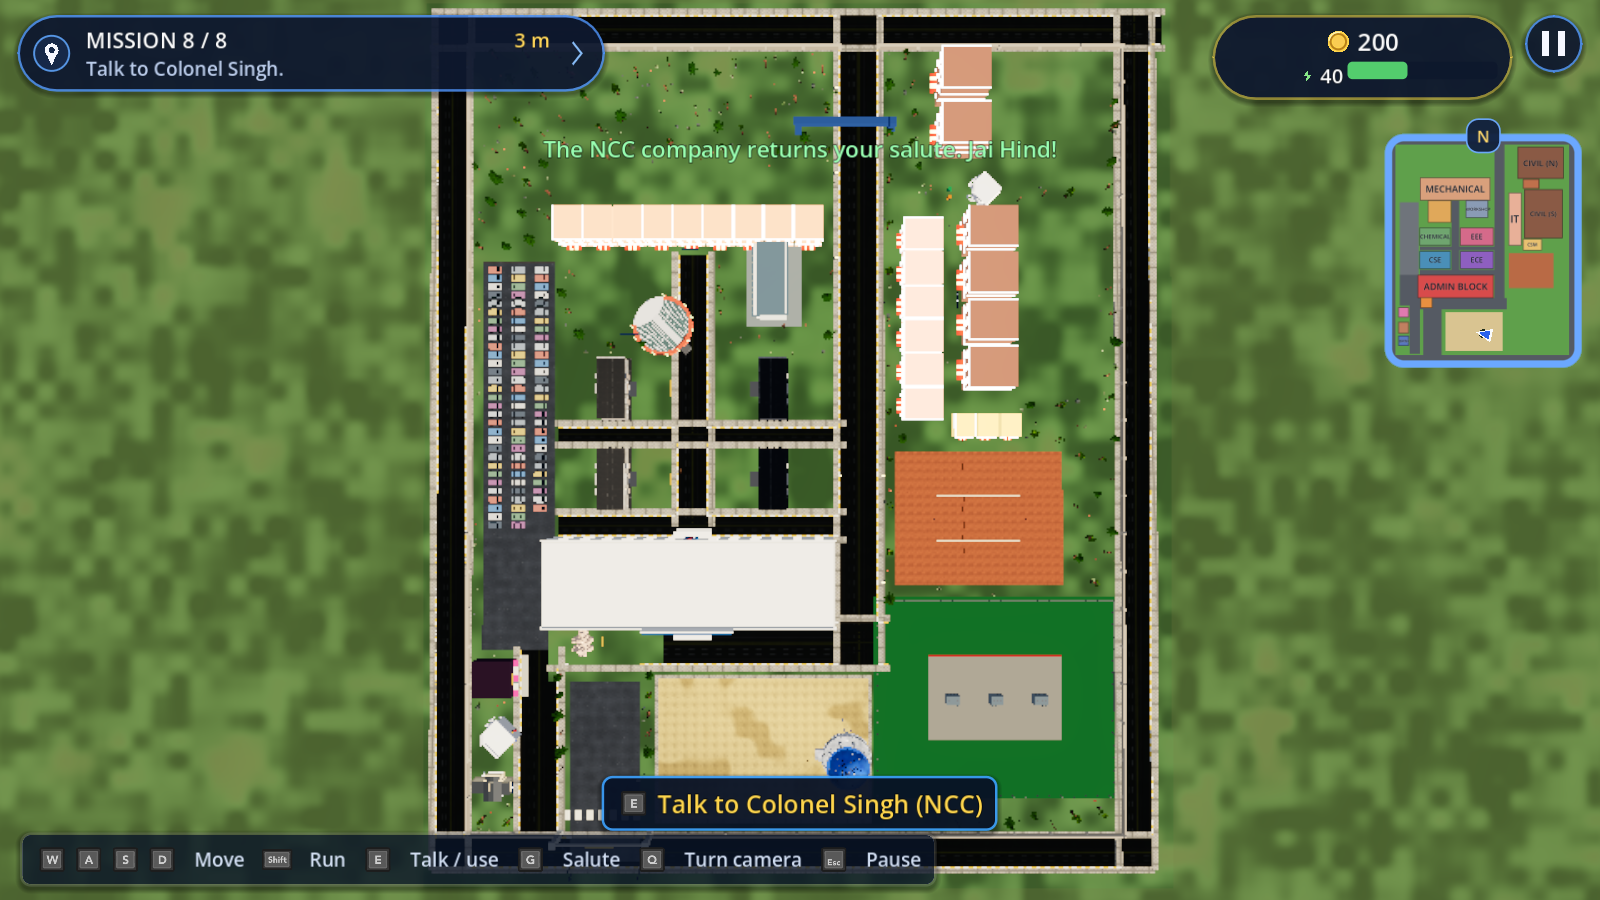 MISSION 8 / 8
3 m
Talk to Colonel Singh.
200
40
The NCC company returns your salute. Jai Hind!
N
CIVIL (N)
MECHANICAL
IT
CIVIL (S)
CHEMICAL
EEE
CSE
ECE
ADMIN BLOCK
E Talk to Colonel Singh (NCC)
W A S D Move Shift Run E Talk / use G Salute Q Turn camera Esc Pause